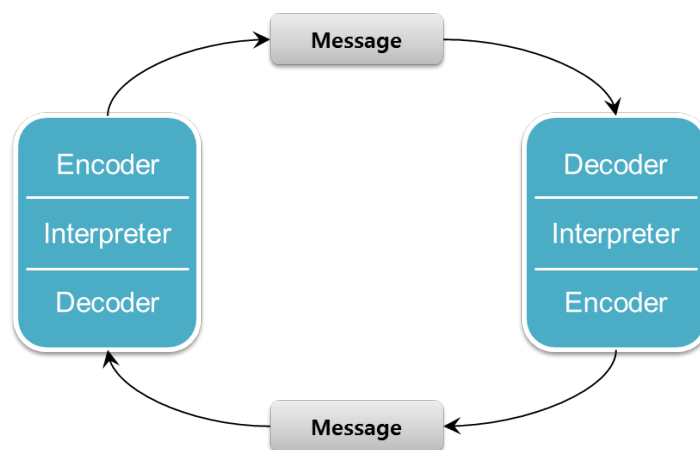 Message
Encoder
Interpreter
Decoder
Decoder
Interpreter
Encoder
Message